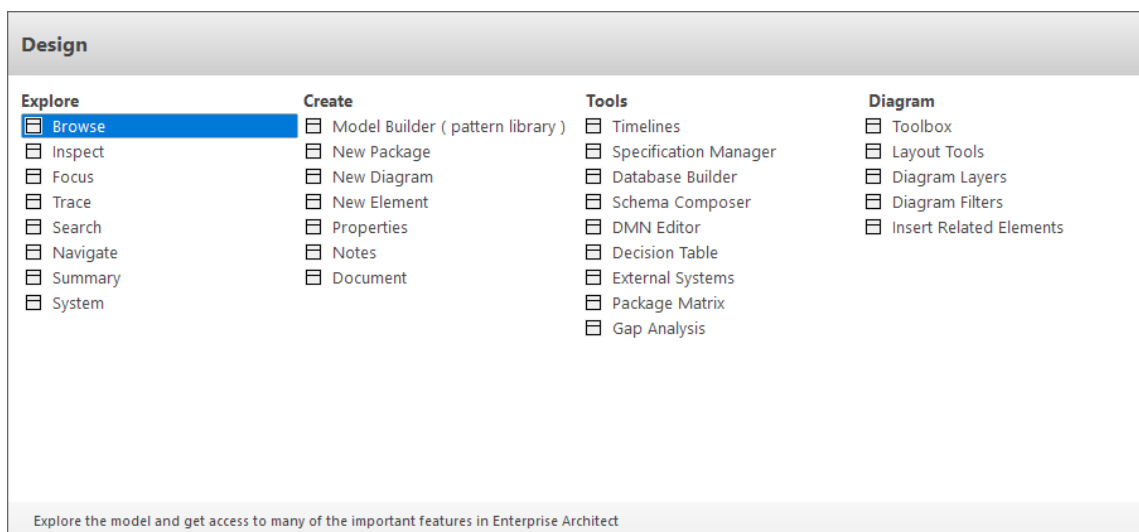 Design
Explore
Browse
Inspect
Focus
Trace
Search
Navigate
Summary
System
Create
Model Builder ( pattern library )
New Package
New Diagram
New Element
Properties
Notes
Document
Tools
Timelines
Specification Manager
Database Builder
Schema Composer
DMN Editor
Decision Table
External Systems
Package Matrix
Gap Analysis
Diagram
Toolbox
Layout Tools
Diagram Layers
Diagram Filters
Insert Related Elements
Explore the model and get access to many of the important features in Enterprise Architect